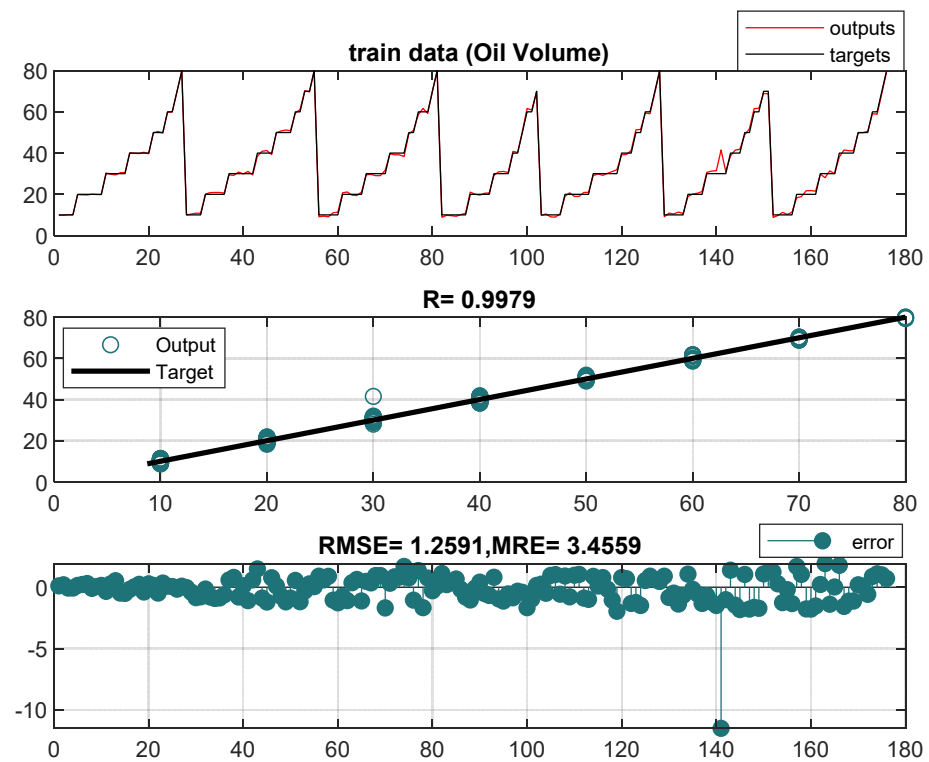 outputs
targets
train data (Oil Volume)
80
60
40
20
0
0 20 40 60 80 100 120 140 160 180
R= 0.9979
80
60
40
20
0
Output
Target
0 10 20 30 40 50 60 70 80
error
RMSE= 1.2591,MRE= 3.4559
0
-5
-10
0 20 40 60 80 100 120 140 160 180